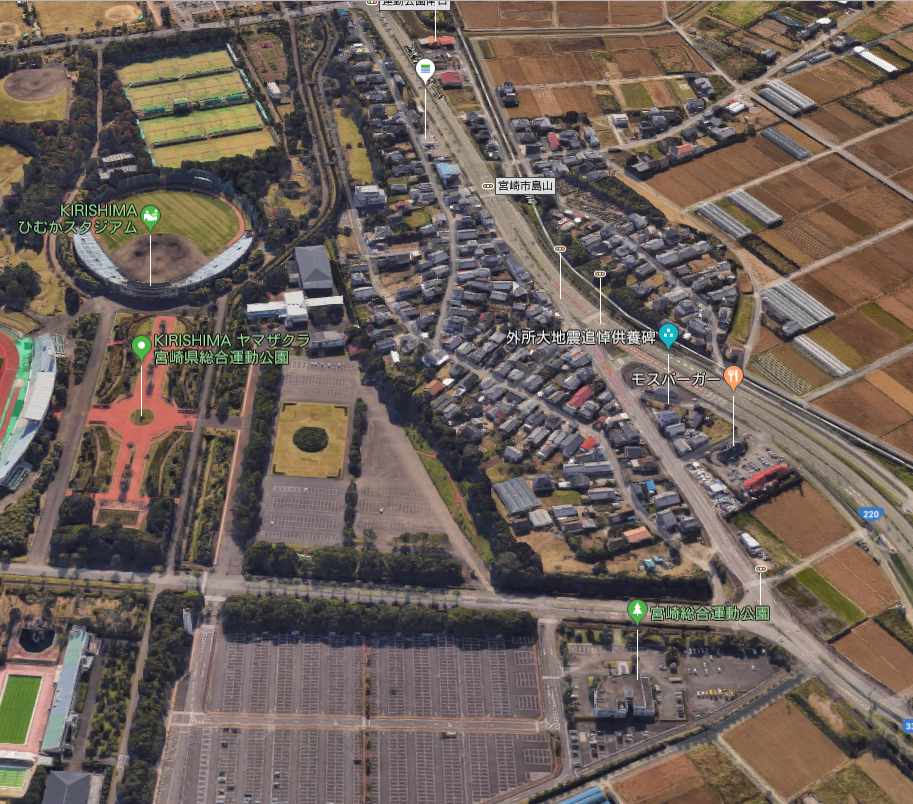 運動公園南口
宮崎市島山
KIRISHIMA
ひむかスタジアム
外所大地震追悼供養碑
KIRISHIMA ヤマザクラ
宮崎県総合運動公園
モスバーガー
220
宮崎総合運動公園